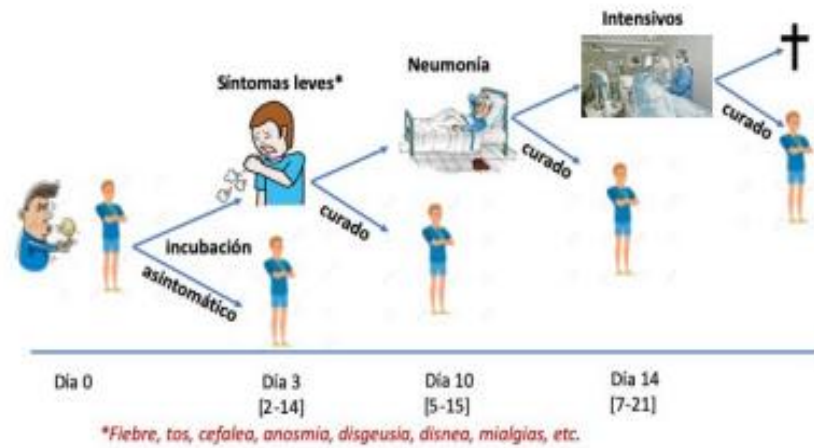 Intensivos
Neumonía
Síntomas leves*
curado
curado
curado
incubación
asintomático
Día 0
Día 3
Día 10
Día 14
[2-14]
[5-15]
[7-21]
*Fiebre, tos, cefalea, anosmia, disgeusia, disnea, mialgias, etc.